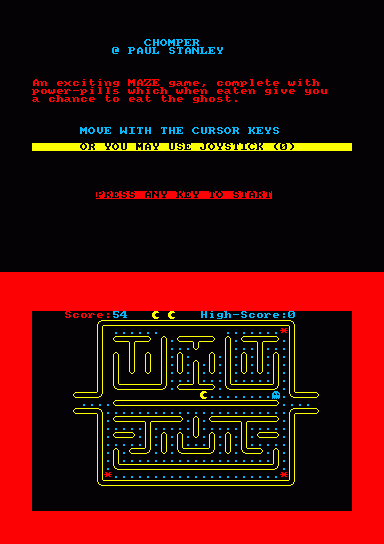 CHOMPER
@ PAUL STANLEY
An exciting MAZE game, complete with
power-pills which when eaten give you
a chance to eat the ghost.
MOVE WITH THE CURSOR KEYS
OR YOU MAY USE JOYSTICK (0)
PRESS ANY KEY TO START
Score:54 High-Score:0